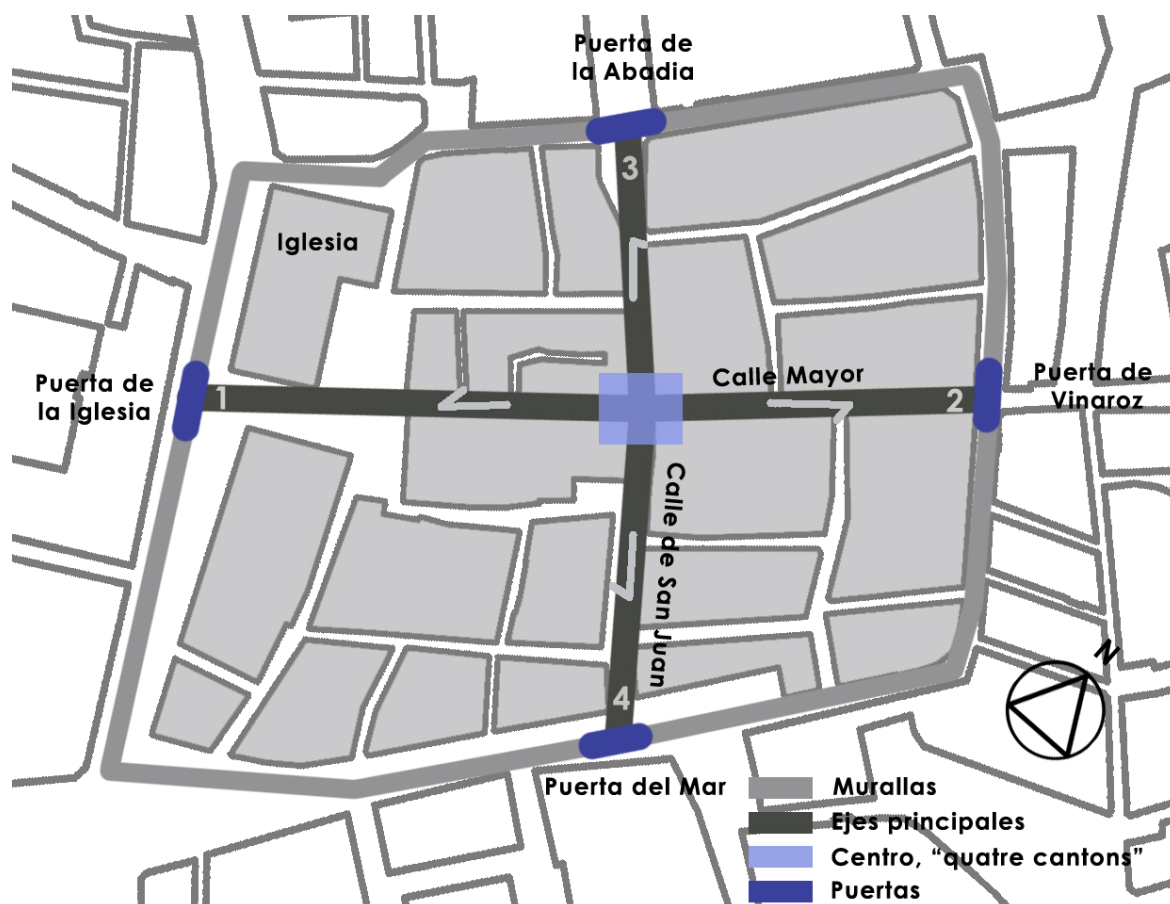 Puerta de
la Abadia
3
Iglesia
Puerta de
la Iglesia
1
Calle Mayor
2
Puerta de
Vinaroz
Calle de San Juan
4
N
Puerta del Mar
Murallas
Ejes principales
Centro, “quatre cantons”
Puertas